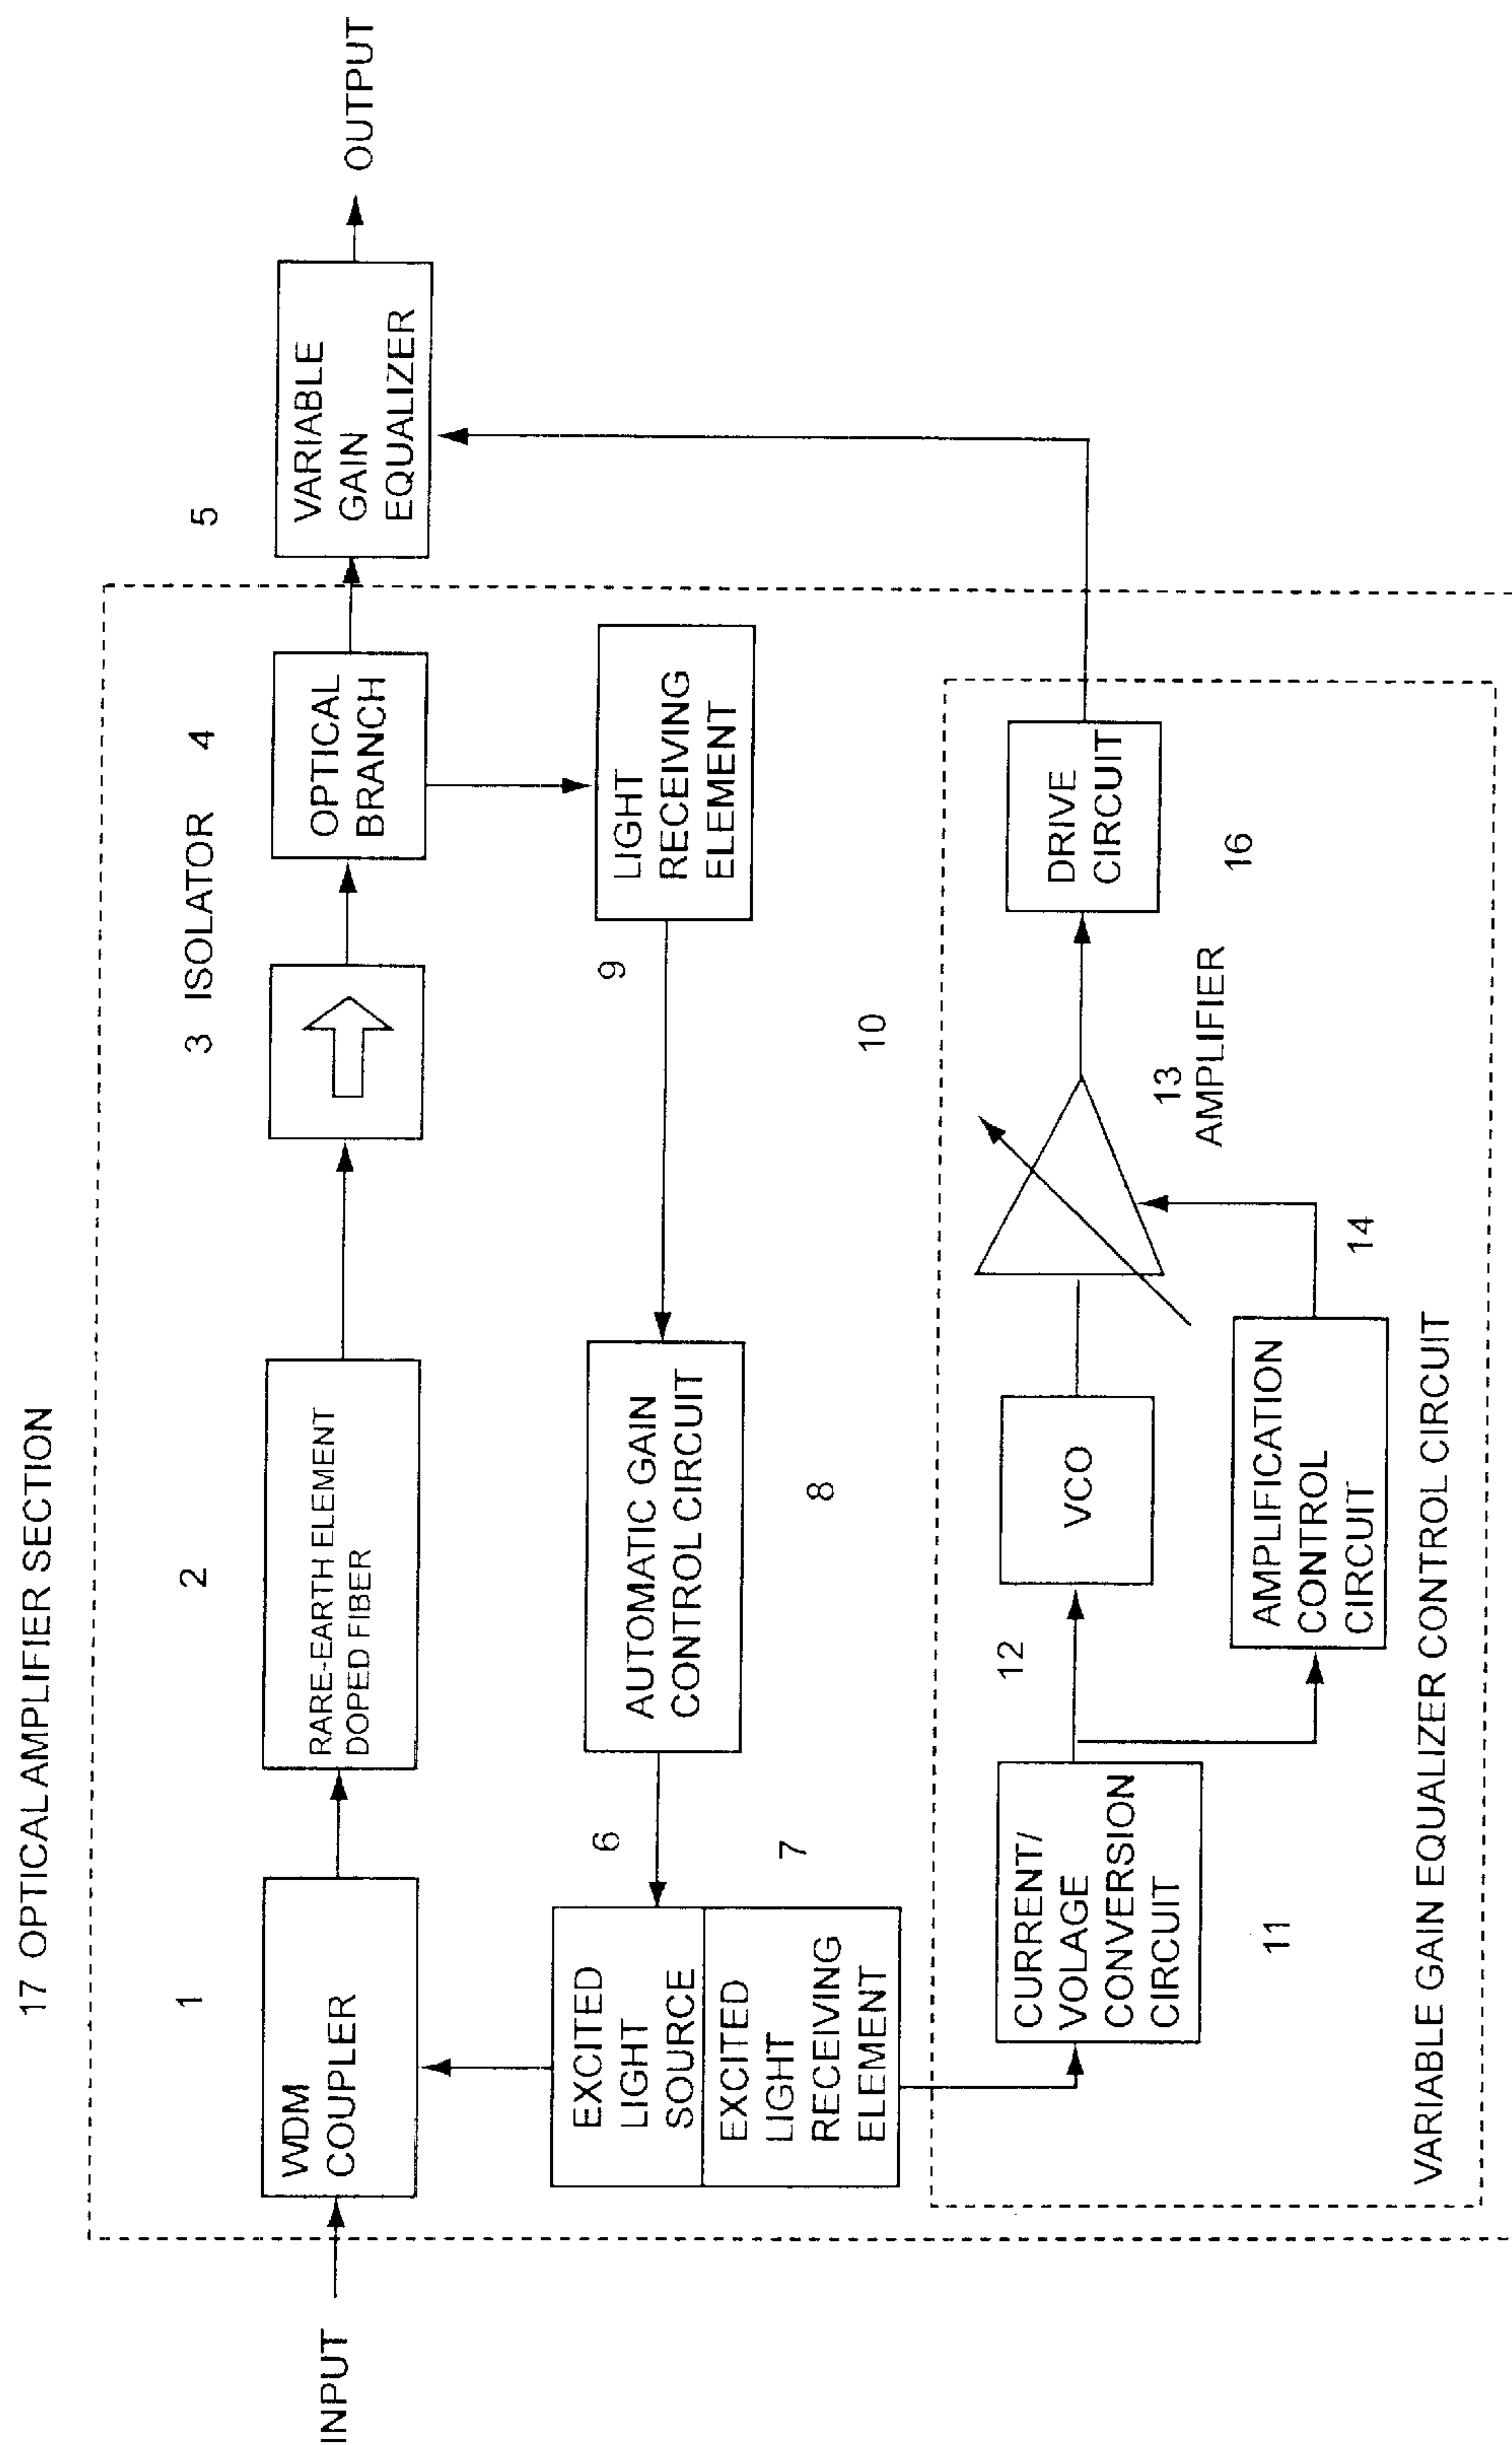 17 OPTICAL AMPLIFIER SECTION
INPUT
1
WDM
COUPLER
2
RARE-EARTH ELEMENT
DOPED FIBER
3 ISOLATOR
4
OPTICAL
BRANCH
5
VARIABLE
GAIN
EQUALIZER
OUTPUT
EXCITED
LIGHT
SOURCE
6
EXCITED
LIGHT
RECEIVING
ELEMENT
7
AUTOMATIC GAIN
CONTROL CIRCUIT
8
LIGHT
RECEIVING
ELEMENT
9
10
CURRENT/
VOLAGE
CONVERSION
CIRCUIT
11
12
VCO
13
AMPLIFIER
AMPLIFICATION
CONTROL
CIRCUIT
14
DRIVE
CIRCUIT
16
VARIABLE GAIN EQUALIZER CONTROL CIRCUIT